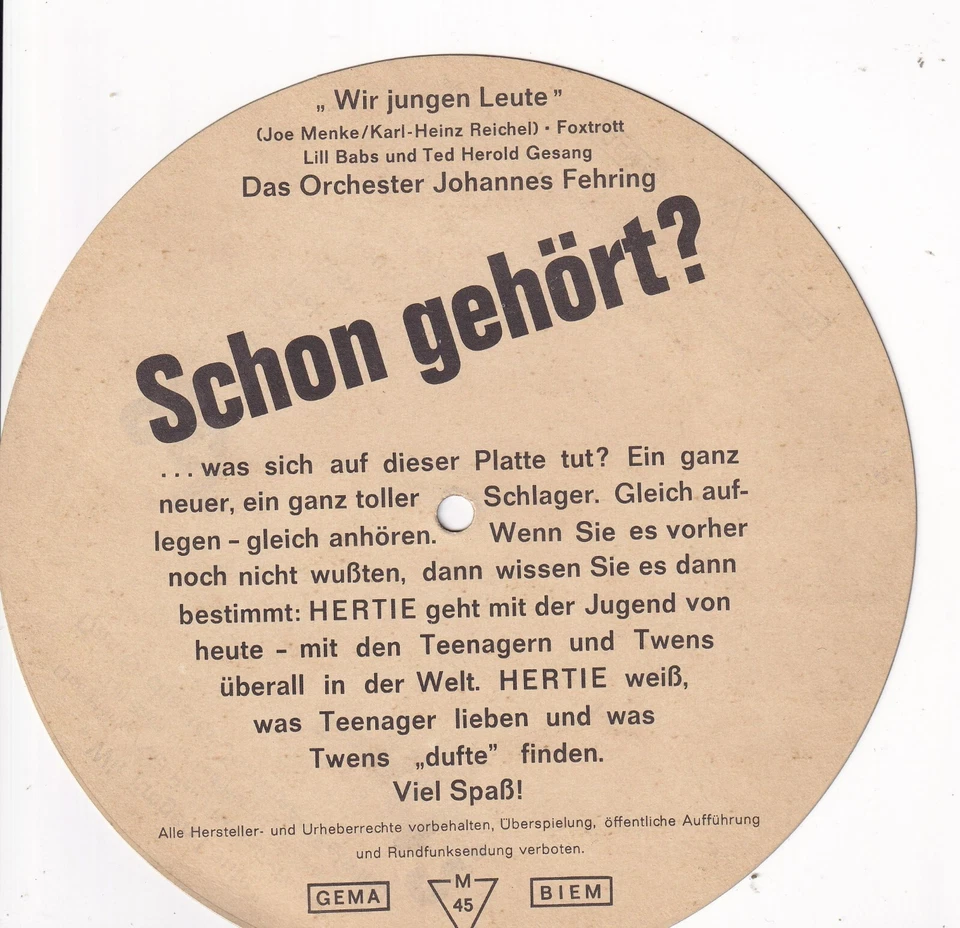 „Wir jungen Leute”
(Joe Menke/Karl-Heinz Reichel) · Foxtrott
Lill Babs und Ted Herold Gesang
Das Orchester Johannes Fehring
Schon gehört?
...was sich auf dieser Platte tut? Ein ganz
neuer, ein ganz toller Schlager. Gleich auf-
legen – gleich anhören. Wenn Sie es vorher
noch nicht wußten, dann wissen Sie es dann
bestimmt: HERTIE geht mit der Jugend von
heute – mit den Teenagern und Twens
überall in der Welt. HERTIE weiß,
was Teenager lieben und was
Twens „dufte” finden.
Viel Spaß!
Alle Hersteller- und Urheberrechte vorbehalten, Überspielung, öffentliche Aufführung
und Rundfunksendung verboten.
GEMA M BIEM
45